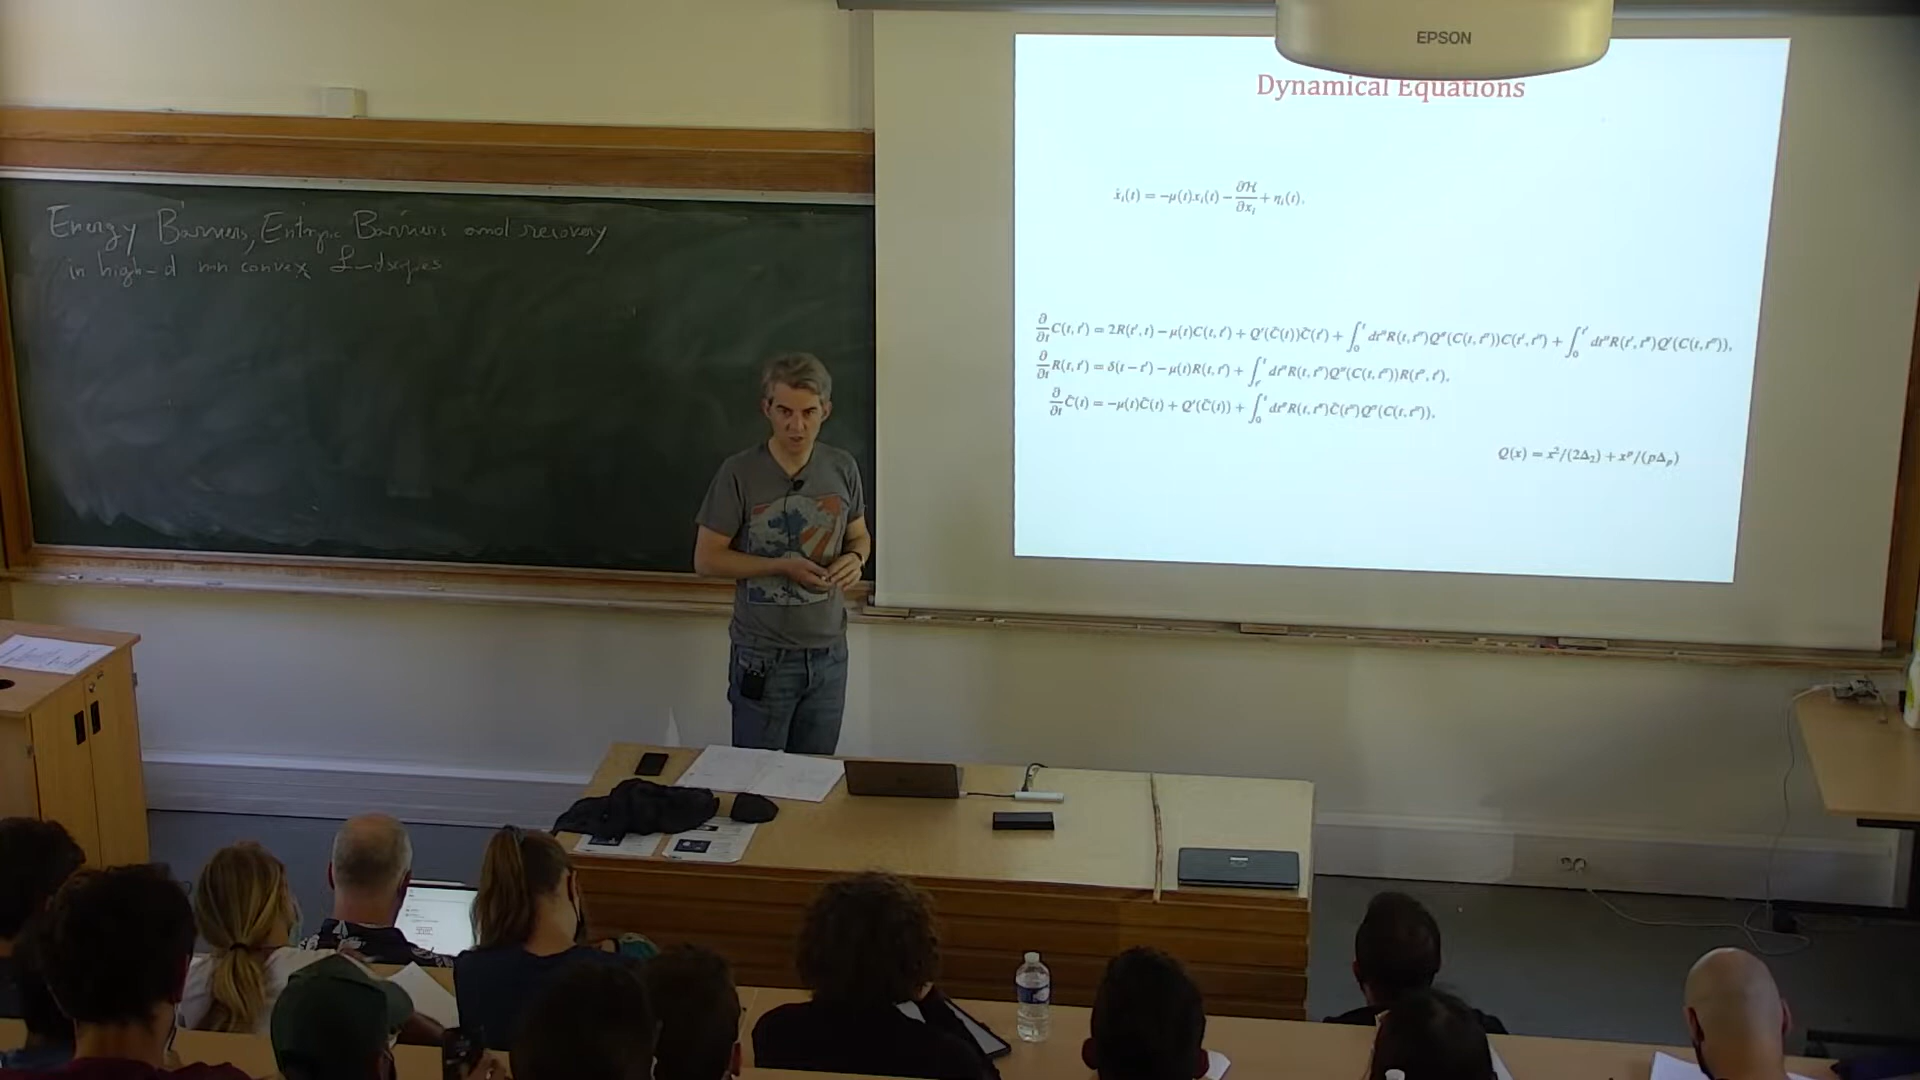 EPSON
Dynamical Equations
Energy Barriers, Entropic Barriers and recovery
in high-d non convex Landscapes
ẋᵢ(t) = −μ(t)xᵢ(t) − ∂ℋ/∂xᵢ + ηᵢ(t),
∂/∂t C(t,t′) = 2R(t′,t) − μ(t)C(t,t′) + Q′(C̄(t))C̄(t′) + ∫₀ᵗ dt″R(t,t″)Q″(C(t,t″))C(t′,t″) + ∫₀ᵗ′ dt″R(t′,t″)Q′(C(t,t″)),
∂/∂t R(t,t′) = δ(t − t′) − μ(t)R(t,t′) + ∫ₜ′ᵗ dt″R(t,t″)Q″(C(t,t″))R(t″,t′),
∂/∂t C̄(t) = −μ(t)C̄(t) + Q′(C̄(t)) + ∫₀ᵗ dt″R(t,t″)C̄(t″)Q″(C(t,t″)),
Q(x) = x²/(2Δ₂) + xᵖ/(pΔₚ)